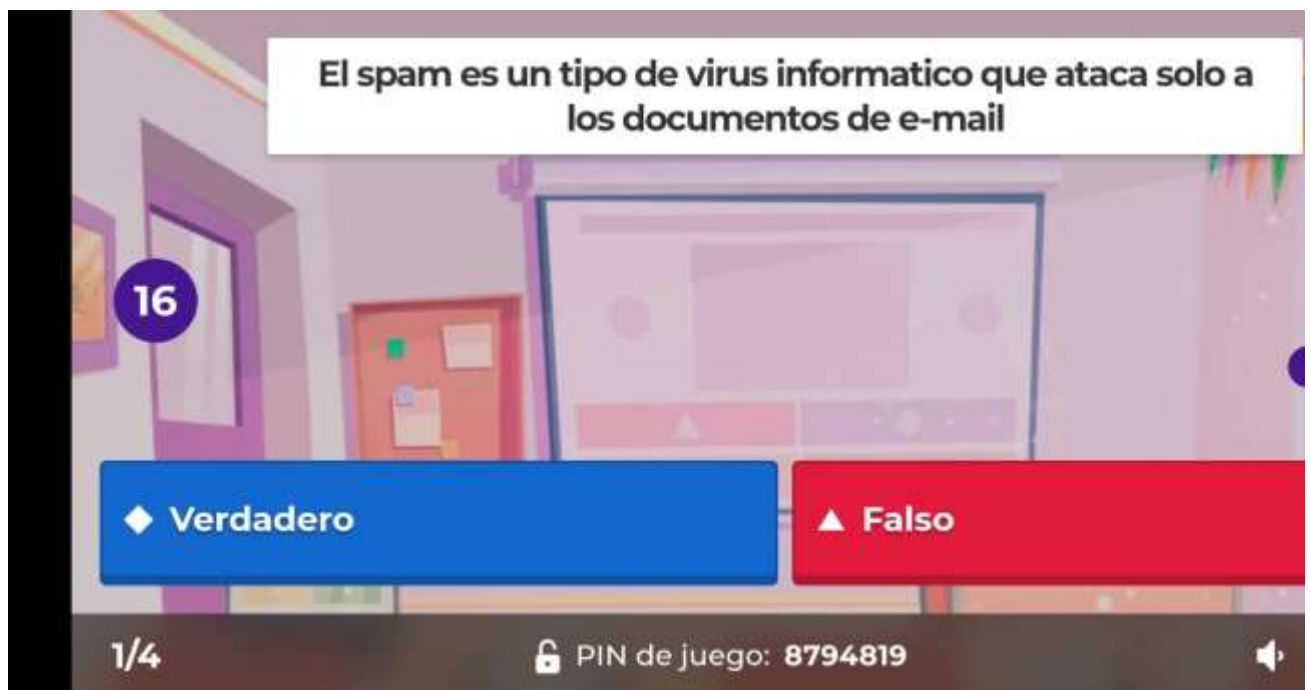 El spam es un tipo de virus informatico que ataca solo a
los documentos de e-mail
16
Verdadero
Falso
1/4
PIN de juego: 8794819